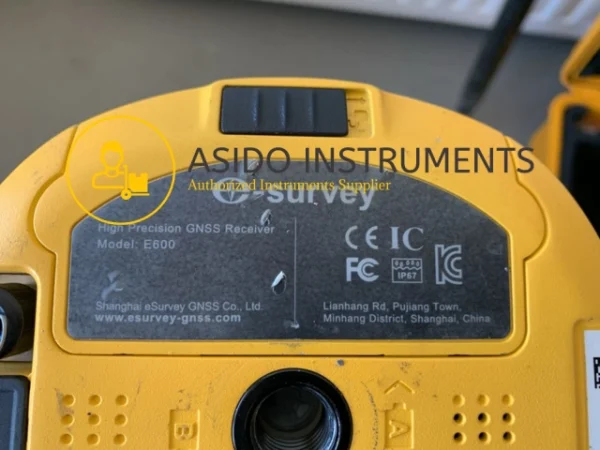 ASIDO INSTRUMENTS
Authorized Instruments Supplier
e-survey
High Precision GNSS Receiver
Model: E600
CE IC
FC IP67
Shanghai eSurvey GNSS Co., Ltd.
www.esurvey-gnss.com
Lianhang Rd, Pujiang Town,
Minhang District, Shanghai, China
B
A